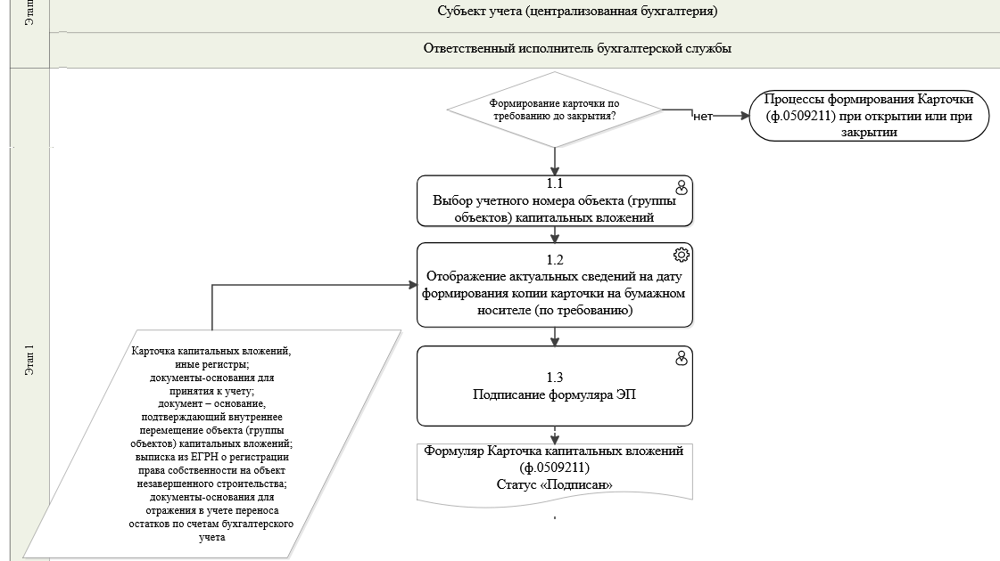 Этап
Субъект учета (централизованная бухгалтерия)
Ответственный исполнитель бухгалтерской службы
Формирование карточки по
требованию до закрытия?
нет
Процессы формирования Карточки
(ф.0509211) при открытии или при
закрытии
1.1
Выбор учетного номера объекта (группы
объектов) капитальных вложений
1.2
Отображение актуальных сведений на дату
формирования копии карточки на бумажном
носителе (по требованию)
Этап 1
Карточка капитальных вложений,
иные регистры;
документы-основания для
принятия к учету;
документ – основание,
подтверждающий внутреннее
перемещение объекта (группы
объектов) капитальных вложений;
выписка из ЕГРН о регистрации
права собственности на объект
незавершенного строительства;
документы-основания для
отражения в учете переноса
остатков по счетам бухгалтерского
учета
1.3
Подписание формуляра ЭП
Формуляр Карточка капитальных вложений
(ф.0509211)
Статус «Подписан»